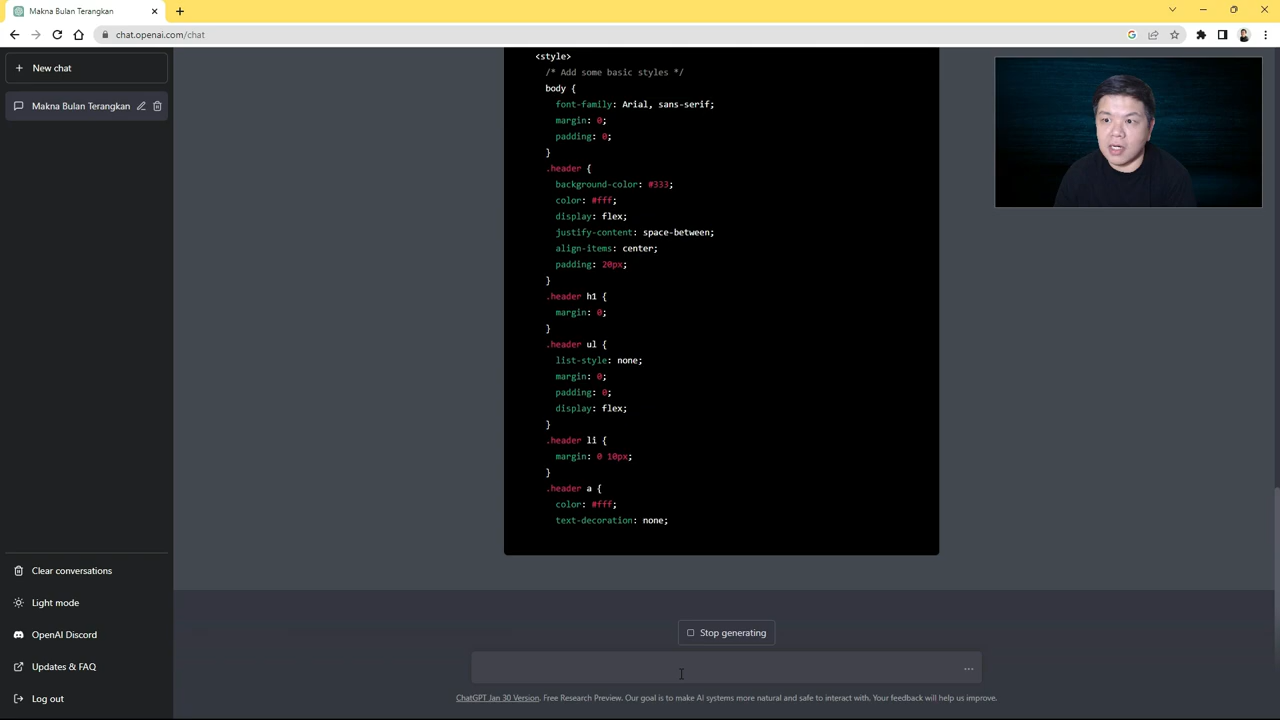 Makna Bulan Terangkan
chat.openai.com/chat
New chat
Makna Bulan Terangkan
<style>
/* Add some basic styles */
body {
font-family: Arial, sans-serif;
margin: 0;
padding: 0;
}
.header {
background-color: #333;
color: #fff;
display: flex;
justify-content: space-between;
align-items: center;
padding: 20px;
}
.header h1 {
margin: 0;
}
.header ul {
list-style: none;
margin: 0;
padding: 0;
display: flex;
}
.header li {
margin: 0 10px;
}
.header a {
color: #fff;
text-decoration: none;
Clear conversations
Light mode
OpenAI Discord
Updates & FAQ
Log out
Stop generating
ChatGPT Jan 30 Version. Free Research Preview. Our goal is to make AI systems more natural and safe to interact with. Your feedback will help us improve.